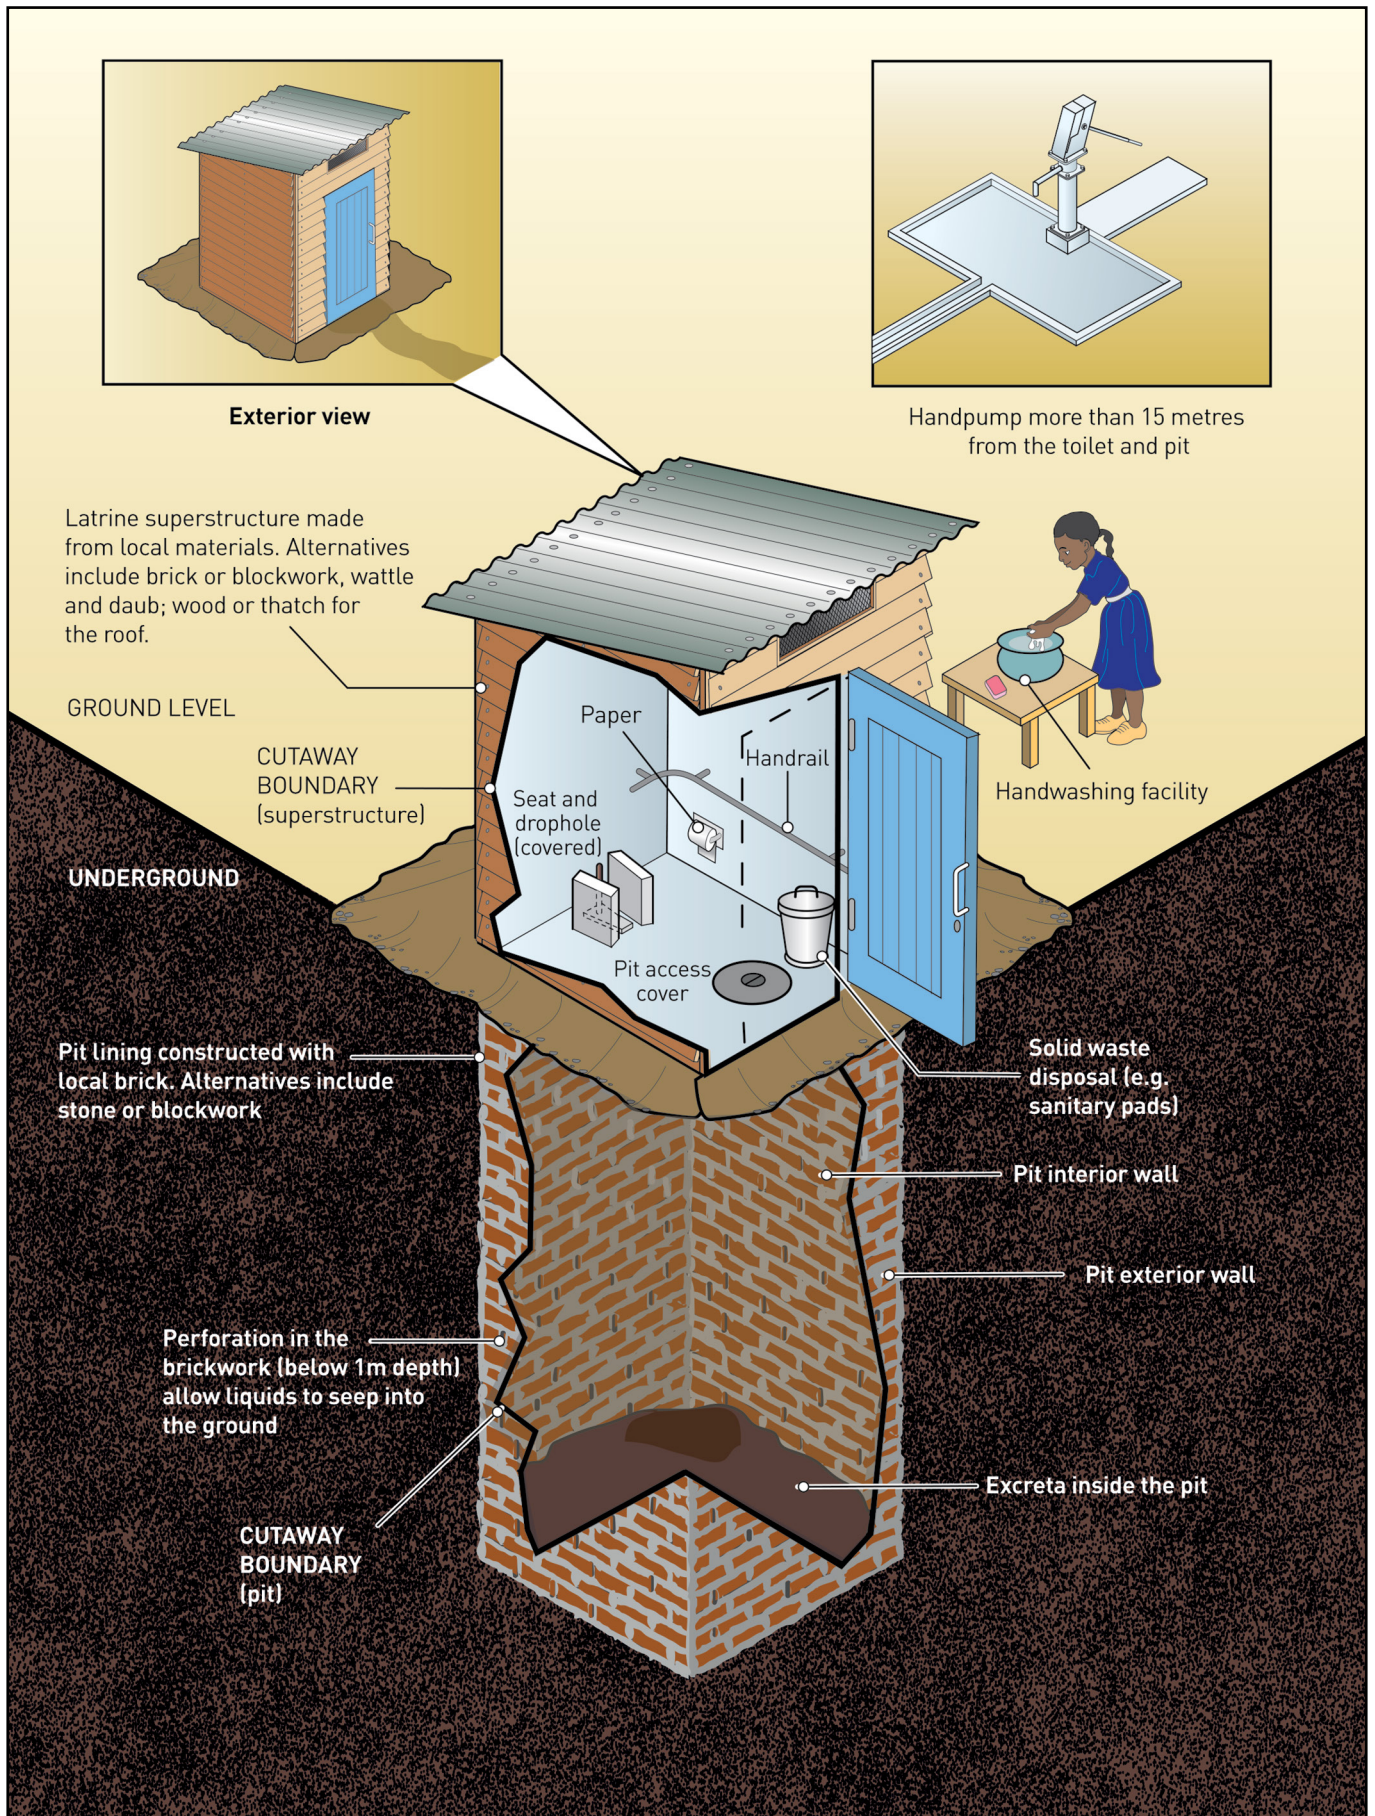 Exterior view
Handpump more than 15 metres
from the toilet and pit
Latrine superstructure made
from local materials. Alternatives
include brick or blockwork, wattle
and daub; wood or thatch for
the roof.
GROUND LEVEL
CUTAWAY
BOUNDARY
(superstructure)
Paper
Handrail
Seat and
drophole
(covered)
Handwashing facility
UNDERGROUND
Pit access
cover
Pit lining constructed with
local brick. Alternatives include
stone or blockwork
Solid waste
disposal (e.g.
sanitary pads)
Pit interior wall
Pit exterior wall
Perforation in the
brickwork (below 1m depth)
allow liquids to seep into
the ground
Excreta inside the pit
CUTAWAY
BOUNDARY
(pit)